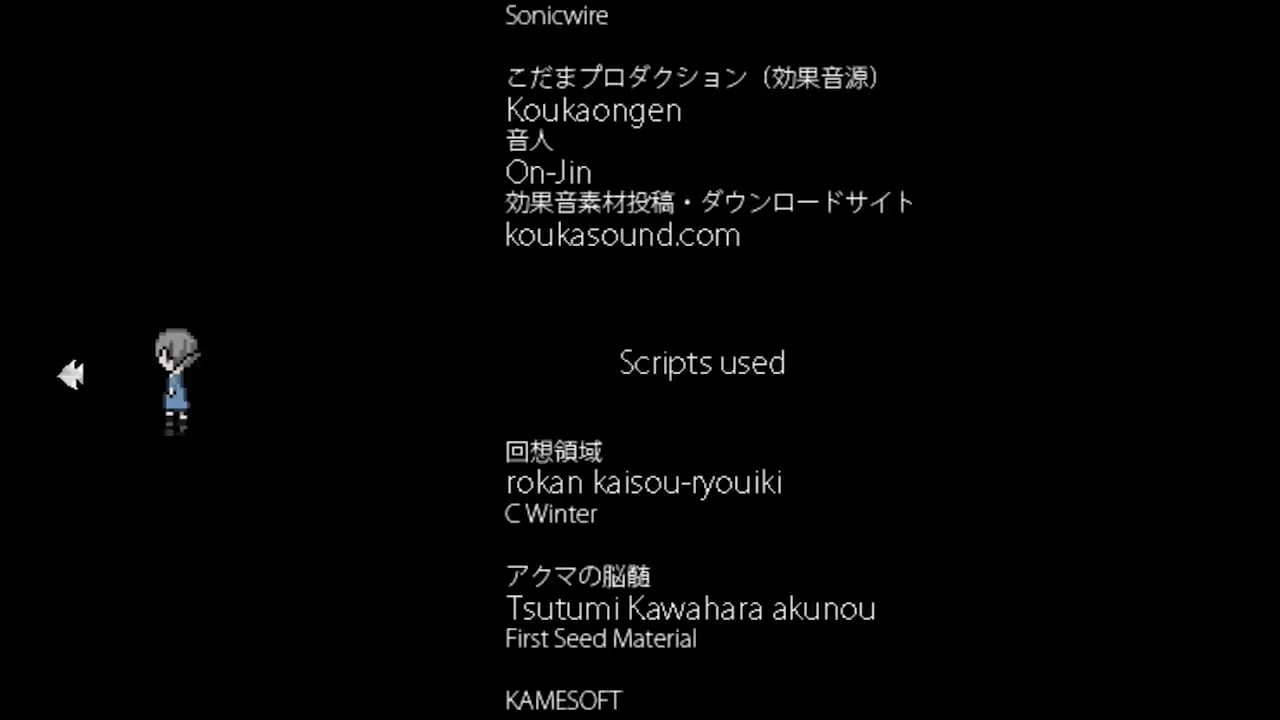 Sonicwire
こだまプロダクション（効果音源）
Koukaongen
音人
On-Jin
効果音素材投稿・ダウンロードサイト
koukasound.com
Scripts used
回想領域
rokan kaisou-ryouiki
C Winter
アクマの脳髄
Tsutumi Kawahara akunou
First Seed Material
KAMESOFT